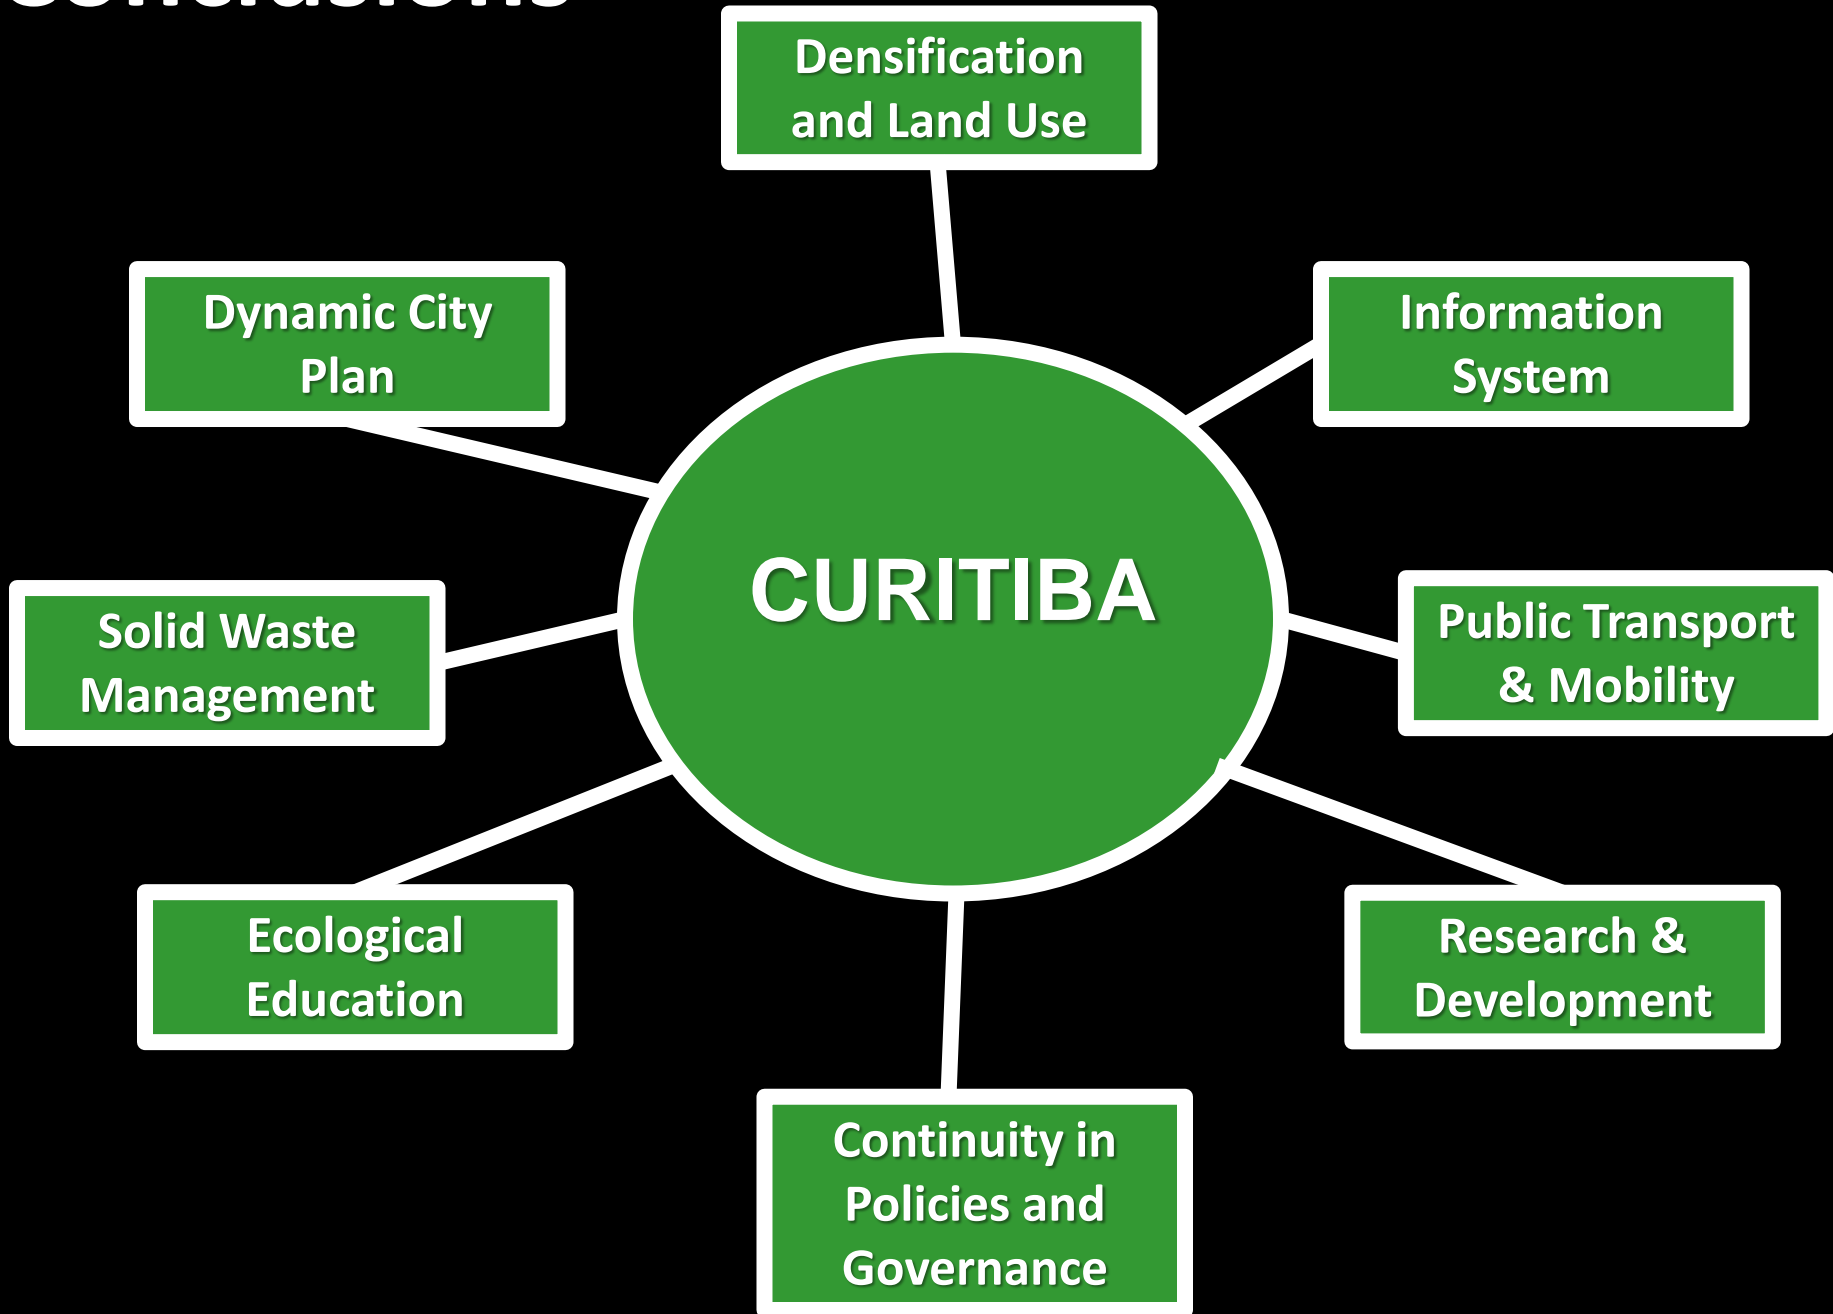 Conclusions
Densification
and Land Use
Dynamic City
Plan
Information
System
CURITIBA
Solid Waste
Management
Public Transport
& Mobility
Ecological
Education
Research &
Development
Continuity in
Policies and
Governance